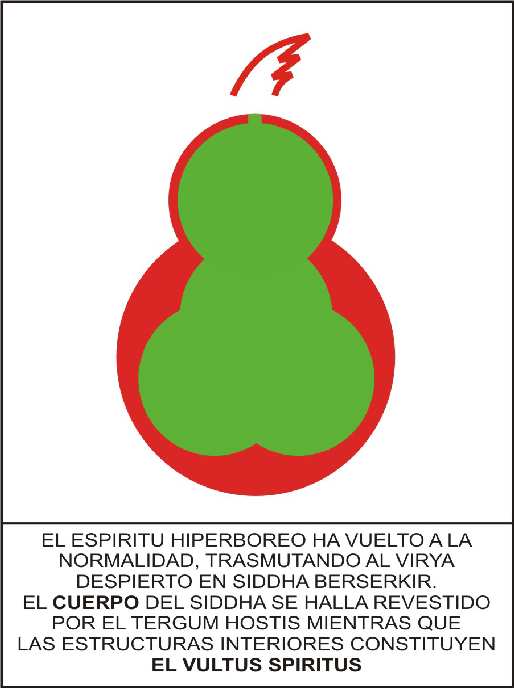 EL ESPIRITU HIPERBOREO HA VUELTO A LA
NORMALIDAD, TRASMUTANDO AL VIRYA
DESPIERTO EN SIDDHA BERSERKIR.
EL CUERPO DEL SIDDHA SE HALLA REVESTIDO
POR EL TERGUM HOSTIS MIENTRAS QUE
LAS ESTRUCTURAS INTERIORES CONSTITUYEN
EL VULTUS SPIRITUS